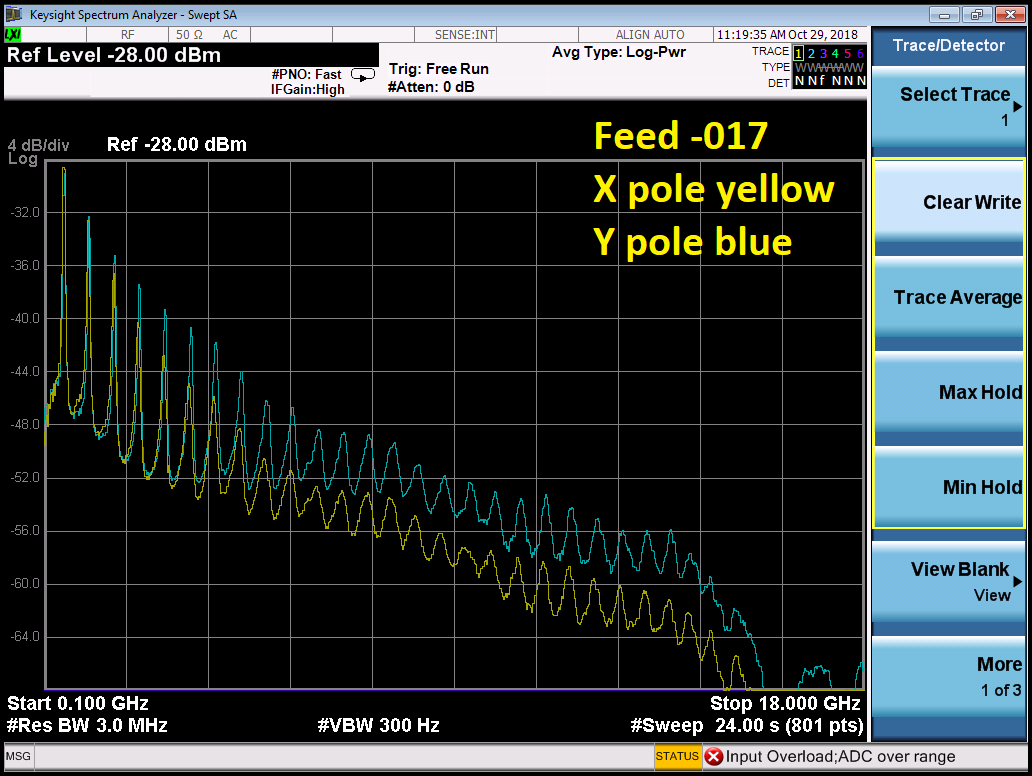 Keysight Spectrum Analyzer - Swept SA
LXI RF 50 Ω AC SENSE:INT ALIGN AUTO 11:19:35 AM Oct 29, 2018
Ref Level -28.00 dBm
#PNO: Fast
IFGain:High
Trig: Free Run
#Atten: 0 dB
Avg Type: Log-Pwr
TRACE 1 2 3 4 5 6
TYPE WWWWWW
DET N N f N N N
4 dB/div
Log
Ref -28.00 dBm
Feed -017
X pole yellow
Y pole blue
-32.0
-36.0
-40.0
-44.0
-48.0
-52.0
-56.0
-60.0
-64.0
Start 0.100 GHz
Stop 18.000 GHz
#Res BW 3.0 MHz
#VBW 300 Hz
#Sweep 24.00 s (801 pts)
Trace/Detector
Select Trace
1
Clear Write
Trace Average
Max Hold
Min Hold
View Blank
View
More
1 of 3
MSG
STATUS
Input Overload;ADC over range